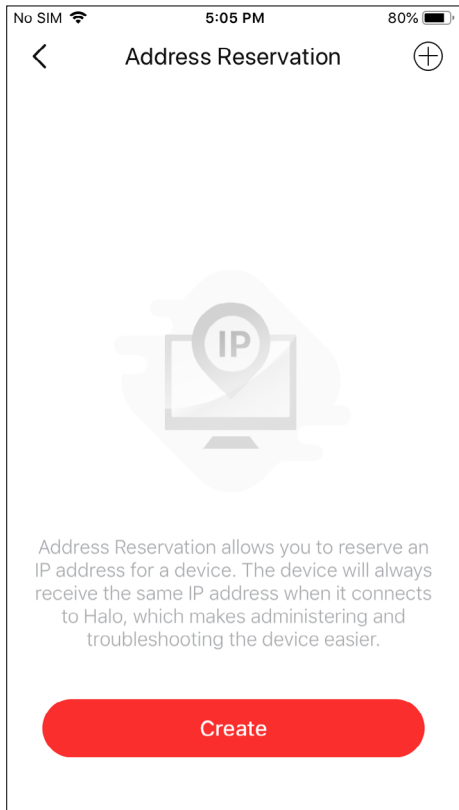 No SIM 5:05 PM 80%
Address Reservation
IP
Address Reservation allows you to reserve an
IP address for a device. The device will always
receive the same IP address when it connects
to Halo, which makes administering and
troubleshooting the device easier.
Create